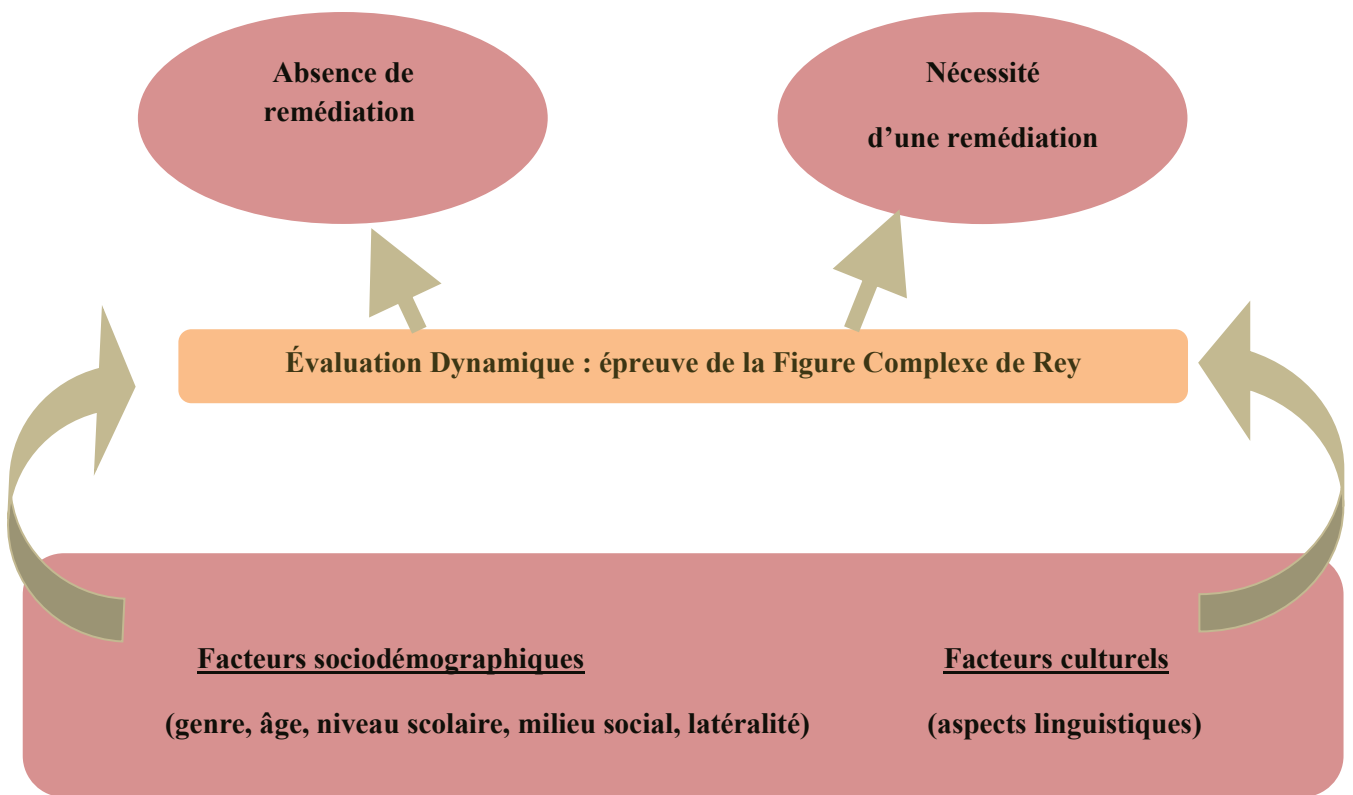 Absence de
remédiation
Nécessité
d’une remédiation
Évaluation Dynamique : épreuve de la Figure Complexe de Rey
Facteurs sociodémographiques
(genre, âge, niveau scolaire, milieu social, latéralité)
Facteurs culturels
(aspects linguistiques)